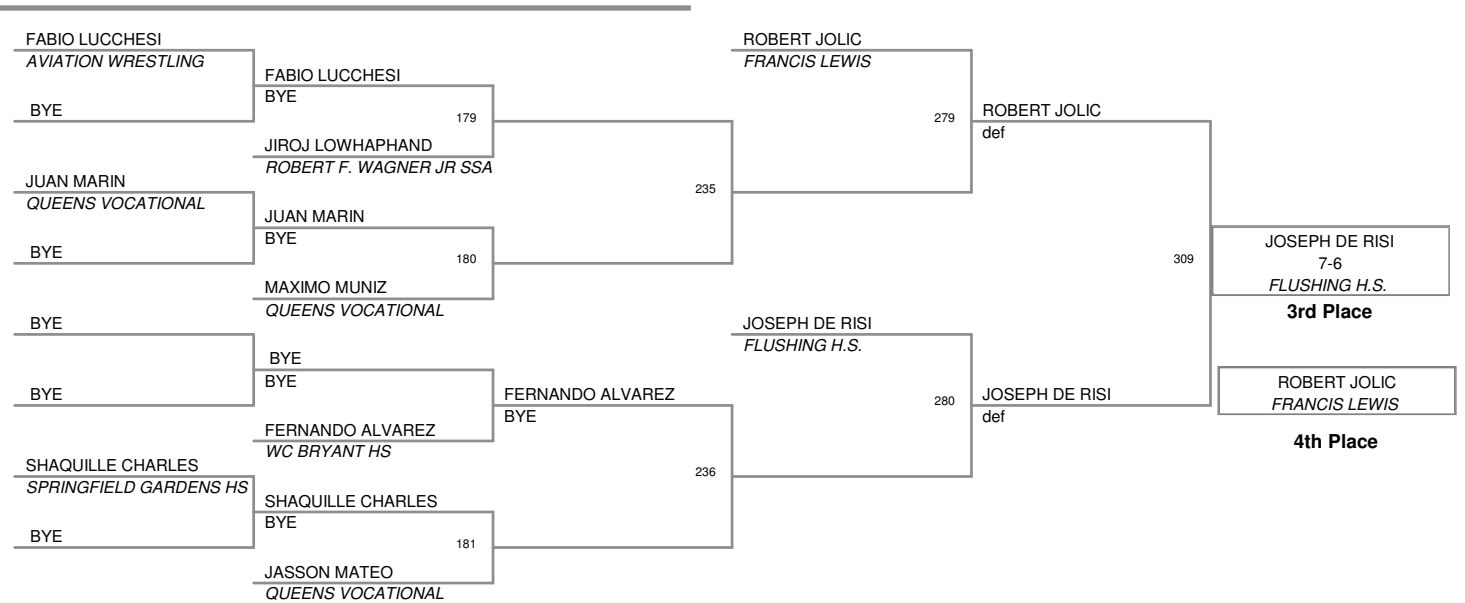 FABIO LUCCHESI
AVIATION WRESTLING
BYE
JUAN MARIN
QUEENS VOCATIONAL
BYE
BYE
BYE
SHAQUILLE CHARLES
SPRINGFIELD GARDENS HS
BYE
FABIO LUCCHESI
BYE
179
JIROJ LOWHAPHAND
ROBERT F. WAGNER JR SSA
JUAN MARIN
BYE
180
MAXIMO MUNIZ
QUEENS VOCATIONAL
BYE
BYE
FERNANDO ALVAREZ
WC BRYANT HS
SHAQUILLE CHARLES
BYE
181
JASSON MATEO
QUEENS VOCATIONAL
235
FERNANDO ALVAREZ
BYE
236
ROBERT JOLIC
FRANCIS LEWIS
279
JOSEPH DE RISI
FLUSHING H.S.
280
ROBERT JOLIC
def
JOSEPH DE RISI
def
309
JOSEPH DE RISI
7-6
FLUSHING H.S.
3rd Place
ROBERT JOLIC
FRANCIS LEWIS
4th Place